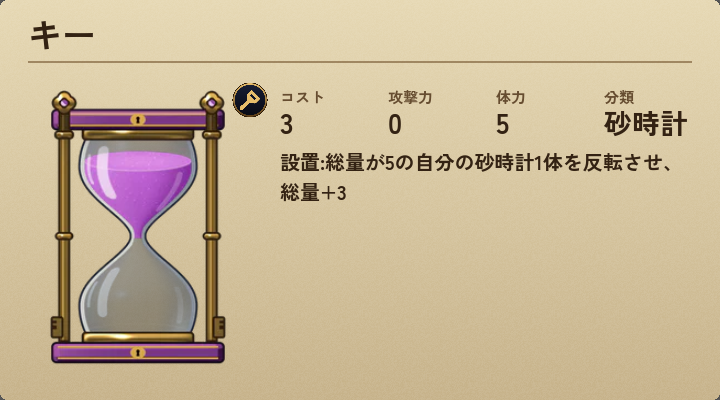 キー
コスト 攻撃力 体力 分類
3 0 5 砂時計
設置:総量が5の自分の砂時計1体を反転させ、
総量＋3